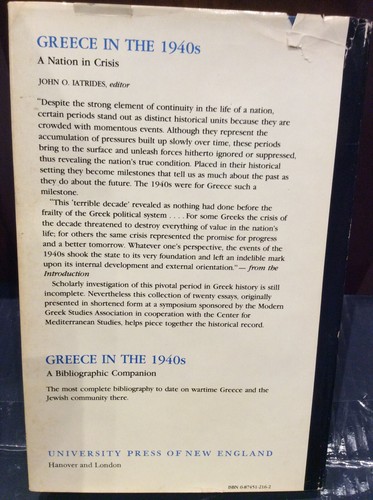 GREECE IN THE 1940s
A Nation in Crisis
JOHN O. IATRIDES, editor
"Despite the strong element of continuity in the life of a nation,
certain periods stand out as distinct historical units because they are
crowded with momentous events. Although they represent the
accumulation of pressures built up slowly over time, these periods
bring to the surface and unleash forces hitherto ignored or suppressed,
thus revealing the nation's true condition. Placed in their historical
setting they become milestones that tell us as much about the past as
they do about the future. The 1940s were for Greece such a
milestone.
"This 'terrible decade' revealed as nothing had done before the
frailty of the Greek political system . . . . For some Greeks the crisis of
the decade threatened to destroy everything of value in the nation's
life; for others the same crisis represented the promise for progress
and a better tomorrow. Whatever one's perspective, the events of the
1940s shook the state to its very foundation and left an indelible mark
upon its internal development and external orientation."—from the
Introduction
Scholarly investigation of this pivotal period in Greek history is still
incomplete. Nevertheless this collection of twenty essays, originally
presented in shortened form at a symposium sponsored by the Modern
Greek Studies Association in cooperation with the Center for
Mediterranean Studies, helps piece together the historical record.
GREECE IN THE 1940s
A Bibliographic Companion
The most complete bibliography to date on wartime Greece and the
Jewish community there.
UNIVERSITY PRESS OF NEW ENGLAND
Hanover and London
ISBN 0-87451-